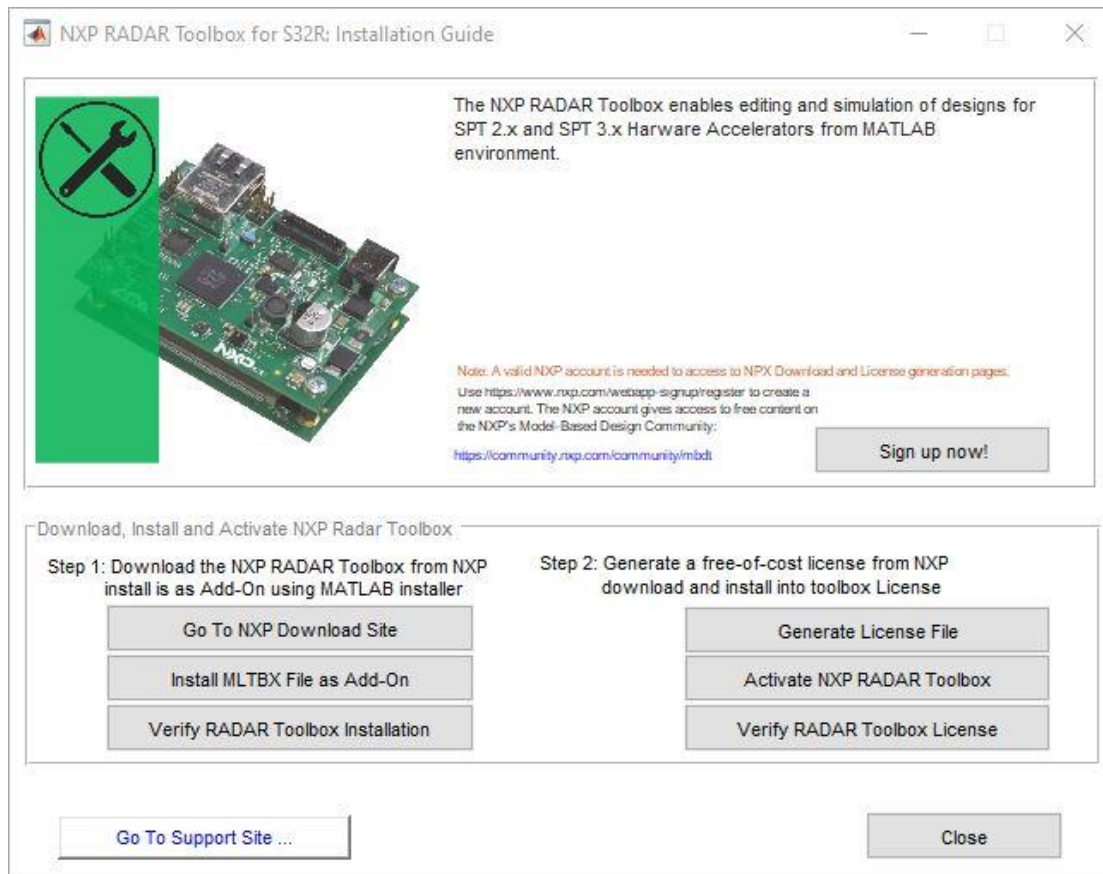 NXP RADAR Toolbox for S32R: Installation Guide
The NXP RADAR Toolbox enables editing and simulation of designs for
SPT 2.x and SPT 3.x Harware Accelerators from MATLAB
environment.
NXP
Note: A valid NXP account is needed to access to NPX Download and License generation pages.
Use https://www.nxp.com/webapp-signup/register to create a
new account. The NXP account gives access to free content on
the NXP's Model-Based Design Community:
https://community.nxp.com/community/mbdt
Sign up now!
Download, Install and Activate NXP Radar Toolbox
Step 1: Download the NXP RADAR Toolbox from NXP
install is as Add-On using MATLAB installer
Go To NXP Download Site
Install MLTBX File as Add-On
Verify RADAR Toolbox Installation
Step 2: Generate a free-of-cost license from NXP
download and install into toolbox License
Generate License File
Activate NXP RADAR Toolbox
Verify RADAR Toolbox License
Go To Support Site ...
Close